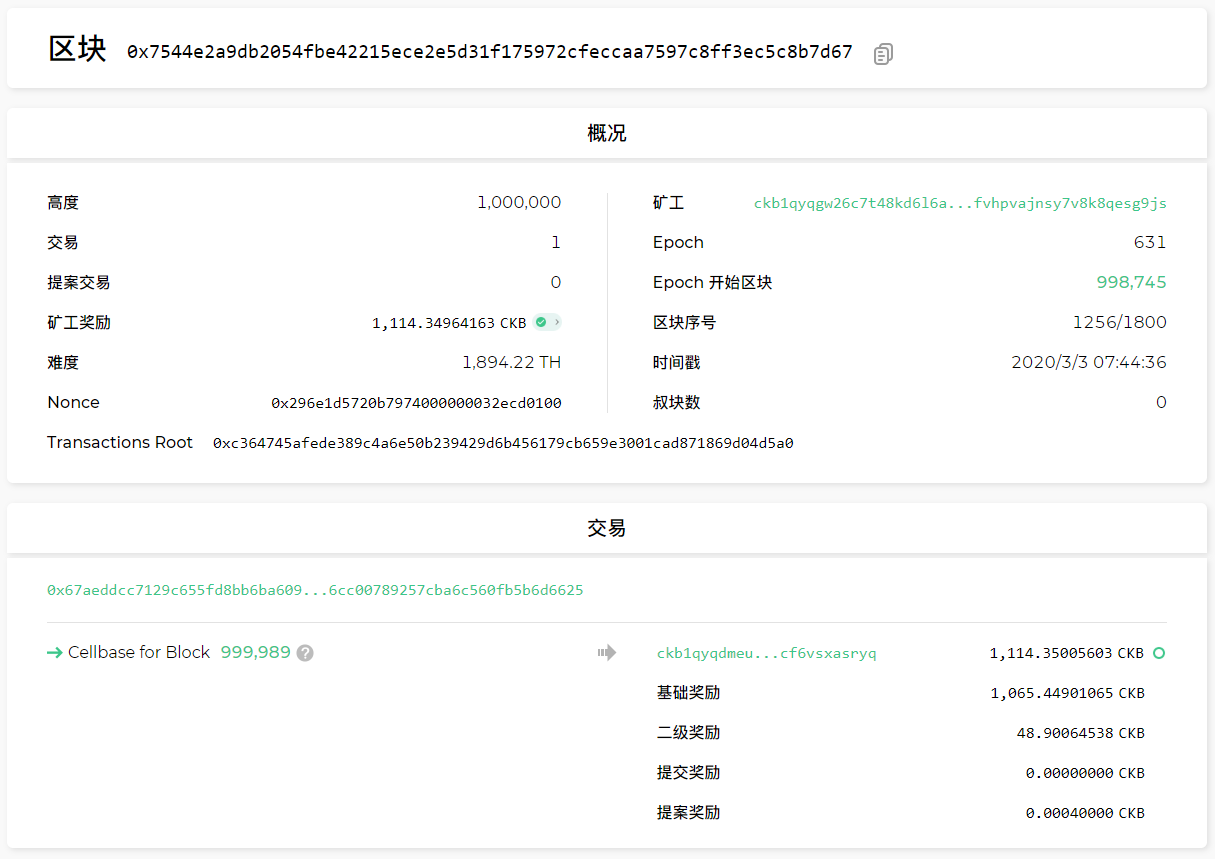 区块 0x7544e2a9db2054fbe42215ece2e5d31f175972cfeccaa7597c8ff3ec5c8b7d67
概况
高度 1,000,000
交易 1
提案交易 0
矿工奖励 1,114.34964163 CKB
难度 1,894.22 TH
Nonce 0x296e1d5720b7974000000032ecd0100
矿工 ckb1qyqgw26c7t48kd6l6a...fvhpvajnsy7v8k8qesg9js
Epoch 631
Epoch 开始区块 998,745
区块序号 1256/1800
时间戳 2020/3/3 07:44:36
叔块数 0
Transactions Root 0xc364745afede389c4a6e50b239429d6b456179cb659e3001cad871869d04d5a0
交易
0x67aeddcc7129c655fd8bb6ba609...6cc00789257cba6c560fb5b6d6625
Cellbase for Block 999,989 ?
ckb1qyqdmeu...cf6vsxasryq 1,114.35005603 CKB
基础奖励 1,065.44901065 CKB
二级奖励 48.90064538 CKB
提交奖励 0.00000000 CKB
提案奖励 0.00040000 CKB